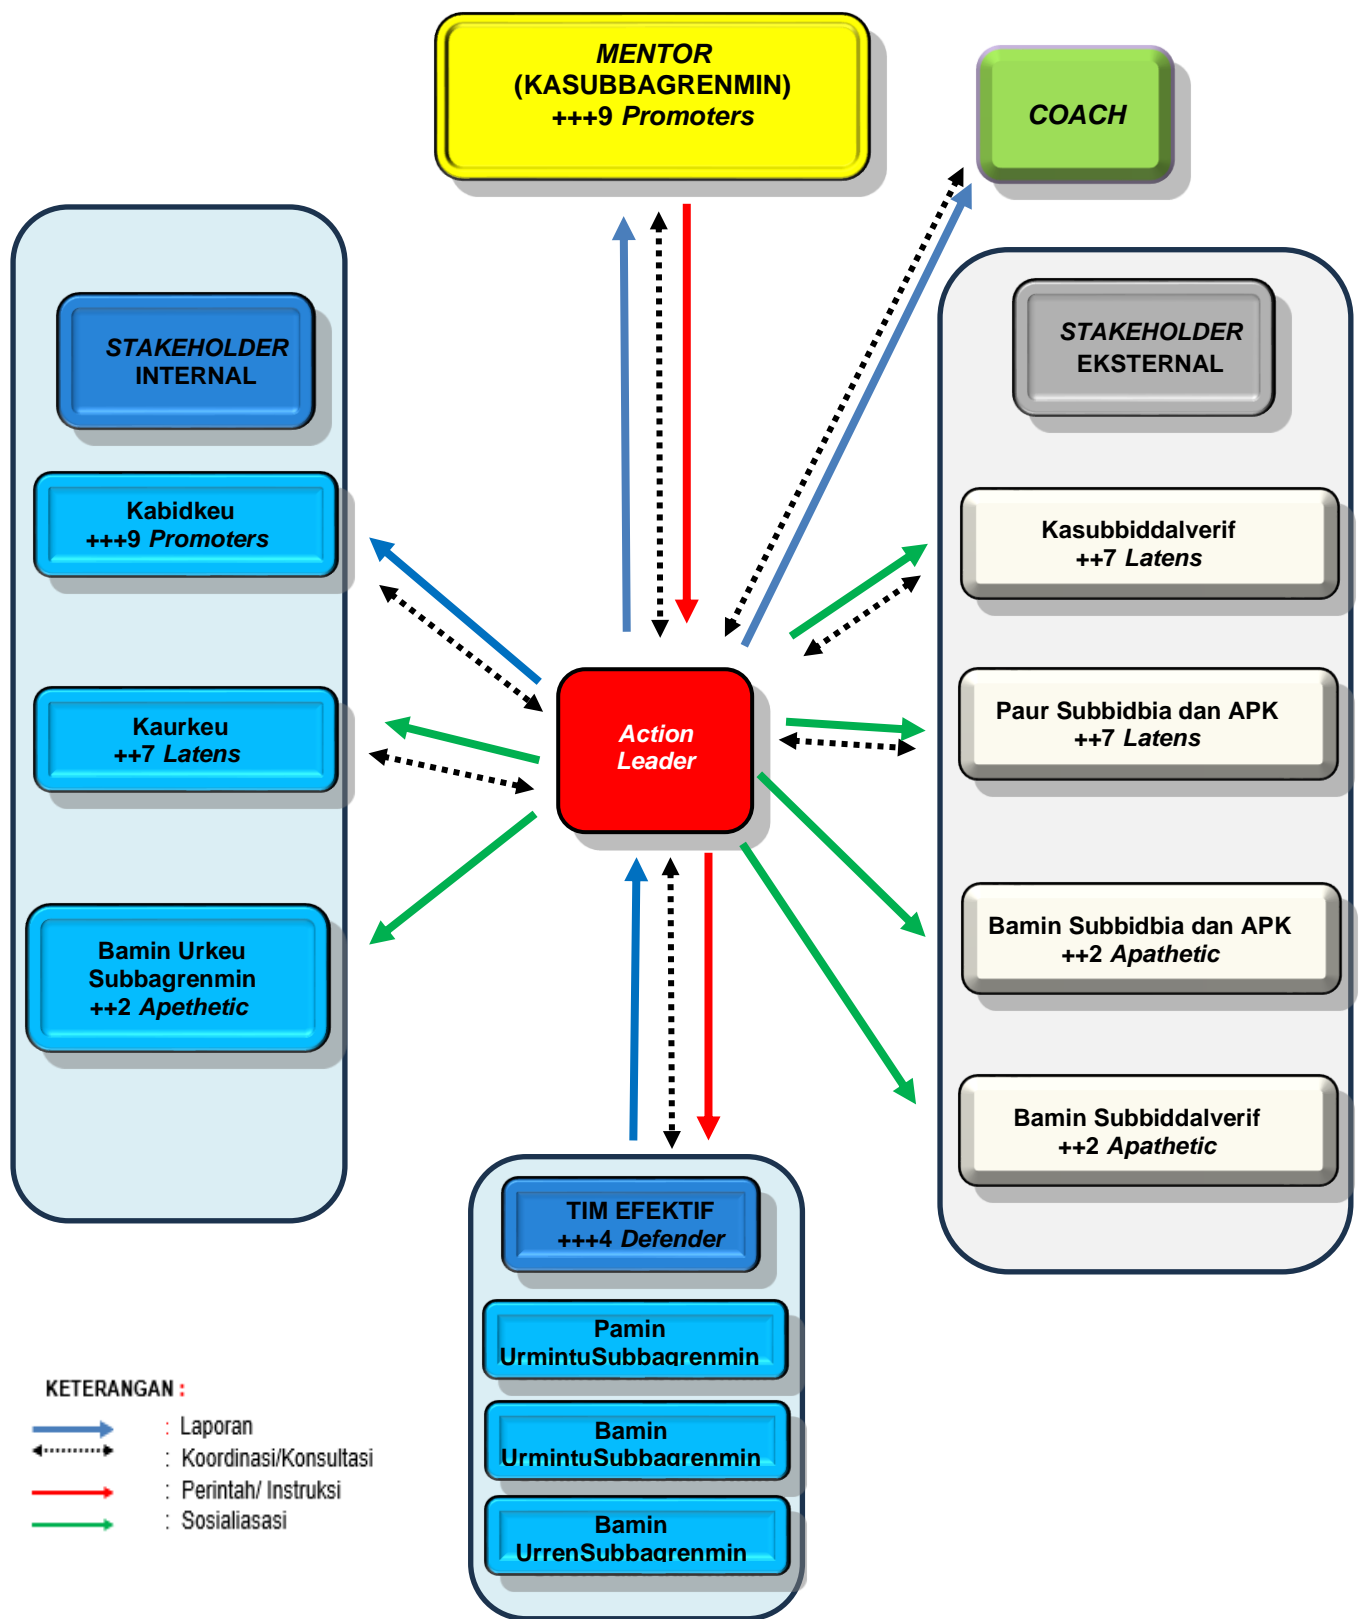 MENTOR
(KASUBBAGRENMIN)
+++9 Promoters
COACH
STAKEHOLDER
INTERNAL
Kabidkeu
+++9 Promoters
Kaurkeu
++7 Latens
Bamin Urkeu
Subbagrenmin
++2 Apethetic
Action
Leader
STAKEHOLDER
EKSTERNAL
Kasubbiddalverif
++7 Latens
Paur Subbidbia dan APK
++7 Latens
Bamin Subbidbia dan APK
++2 Apathetic
Bamin Subbiddalverif
++2 Apathetic
TIM EFEKTIF
+++4 Defender
Pamin
UrmintuSubbagrenmin
Bamin
UrmintuSubbagrenmin
Bamin
UrrenSubbagrenmin
KETERANGAN :
: Laporan
: Koordinasi/Konsultasi
: Perintah/ Instruksi
: Sosialiasasi